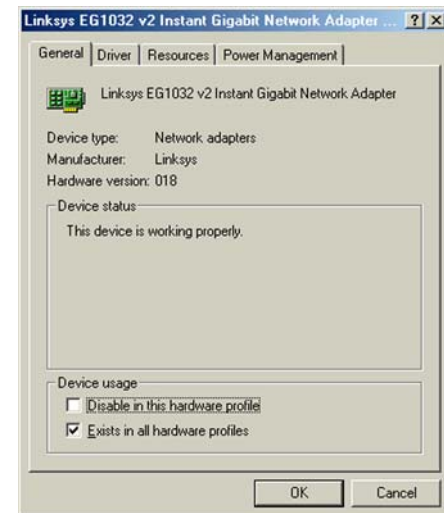 Linksys EG1032 v2 Instant Gigabit Network Adapter ... ? X
General Driver Resources Power Management
Linksys EG1032 v2 Instant Gigabit Network Adapter
Device type: Network adapters
Manufacturer: Linksys
Hardware version: 018
Device status
This device is working properly.
Device usage
Disable in this hardware profile
Exists in all hardware profiles
OK Cancel